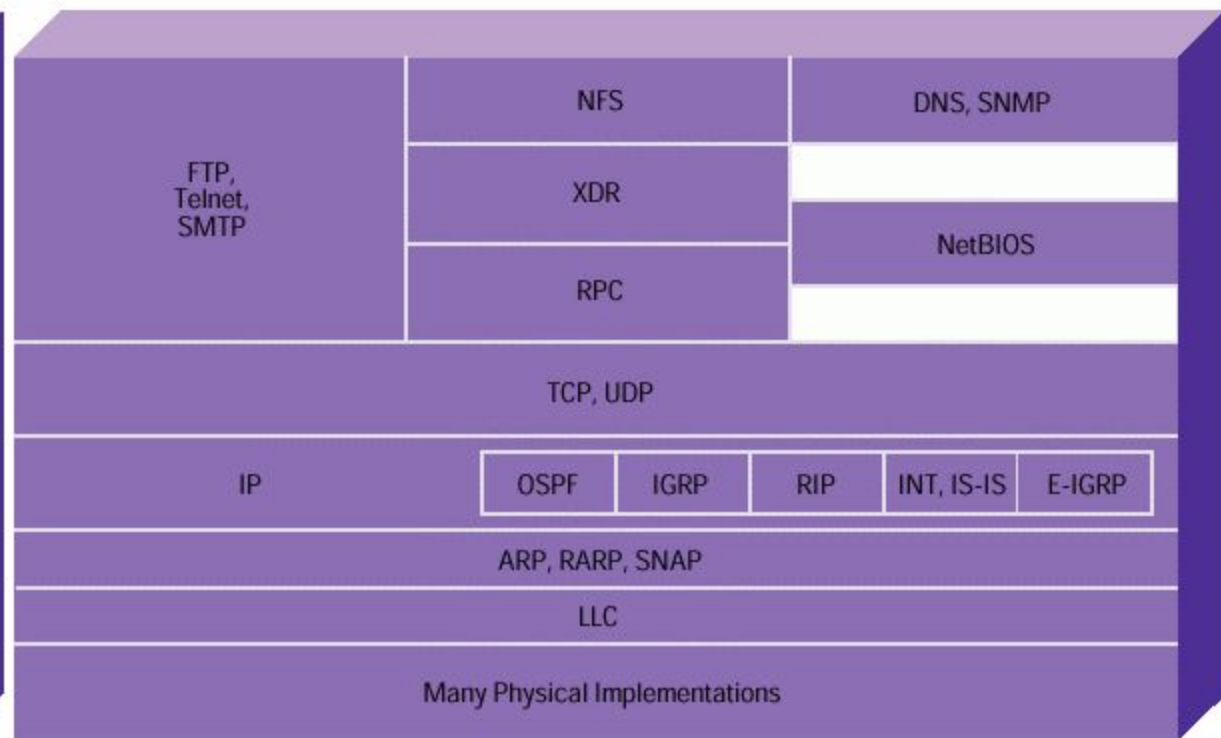 FTP,
Telnet,
SMTP
NFS
XDR
RPC
DNS, SNMP
NetBIOS
TCP, UDP
IP
OSPF
IGRP
RIP
INT, IS-IS
E-IGRP
ARP, RARP, SNAP
LLC
Many Physical Implementations